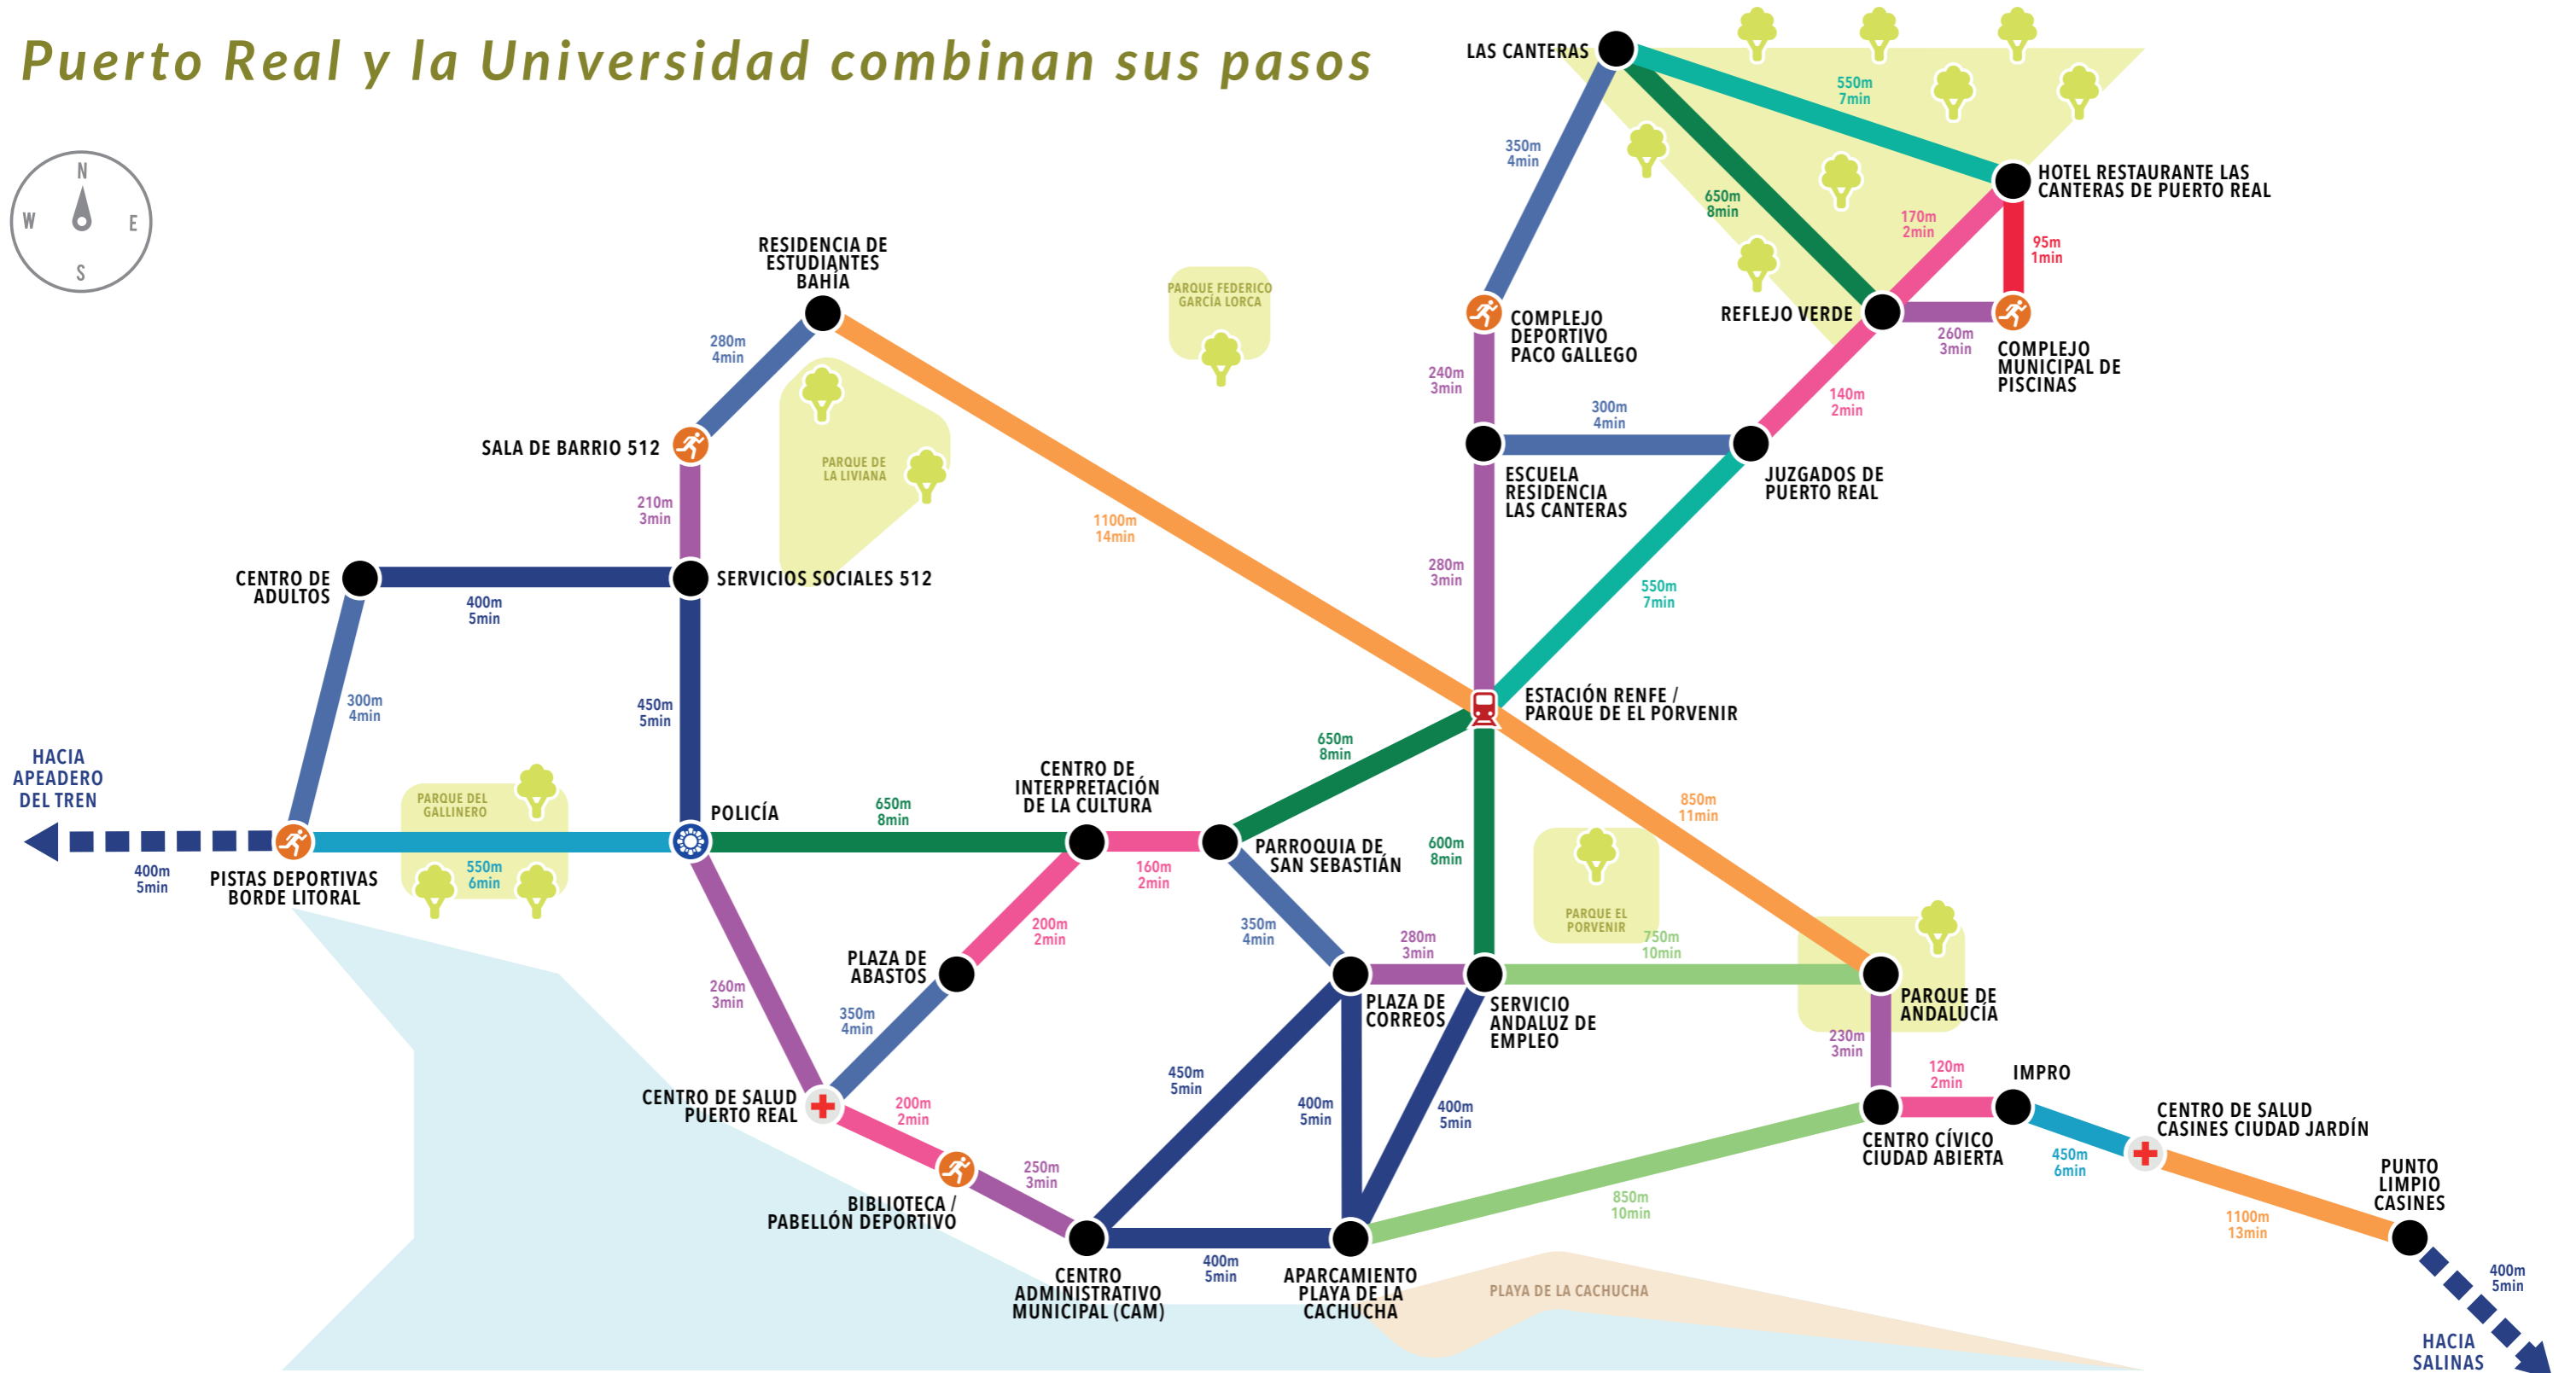 Puerto Real y la Universidad combinan sus pasos
N
W
E
S
LAS CANTERAS
550m
7min
350m
4min
HOTEL RESTAURANTE LAS
CANTERAS DE PUERTO REAL
650m
8min
170m
2min
95m
1min
RESIDENCIA DE
ESTUDIANTES
BAHÍA
PARQUE FEDERICO
GARCÍA LORCA
COMPLEJO
DEPORTIVO
PACO GALLEGO
REFLEJO VERDE
260m
3min
COMPLEJO
MUNICIPAL DE
PISCINAS
280m
4min
240m
3min
300m
4min
140m
2min
SALA DE BARRIO 512
PARQUE DE
LA LIVIANA
ESCUELA
RESIDENCIA
LAS CANTERAS
JUZGADOS DE
PUERTO REAL
210m
3min
1100m
14min
280m
3min
550m
7min
CENTRO DE
ADULTOS
400m
5min
SERVICIOS SOCIALES 512
300m
4min
450m
5min
ESTACIÓN RENFE /
PARQUE DE EL PORVENIR
HACIA
APEADERO
DEL TREN
400m
5min
PISTAS DEPORTIVAS
BORDE LITORAL
PARQUE DEL
GALLINERO
550m
6min
POLICÍA
650m
8min
CENTRO DE
INTERPRETACIÓN
DE LA CULTURA
160m
2min
650m
8min
PARROQUIA DE
SAN SEBASTIÁN
600m
8min
850m
11min
PARQUE EL
PORVENIR
260m
3min
PLAZA DE
ABASTOS
200m
2min
350m
4min
350m
4min
280m
3min
750m
10min
PLAZA DE
CORREOS
SERVICIO
ANDALUZ DE
EMPLEO
PARQUE DE
ANDALUCÍA
230m
3min
CENTRO DE SALUD
PUERTO REAL
200m
2min
450m
5min
400m
5min
400m
5min
120m
2min
IMPRO
CENTRO CÍVICO
CIUDAD ABIERTA
450m
6min
CENTRO DE SALUD
CASINES CIUDAD JARDÍN
BIBLIOTECA /
PABELLÓN DEPORTIVO
250m
3min
850m
10min
1100m
13min
PUNTO
LIMPIO
CASINES
CENTRO
ADMINISTRATIVO
MUNICIPAL (CAM)
400m
5min
APARCAMIENTO
PLAYA DE LA
CACHUCHA
PLAYA DE LA CACHUCHA
400m
5min
HACIA
SALINAS